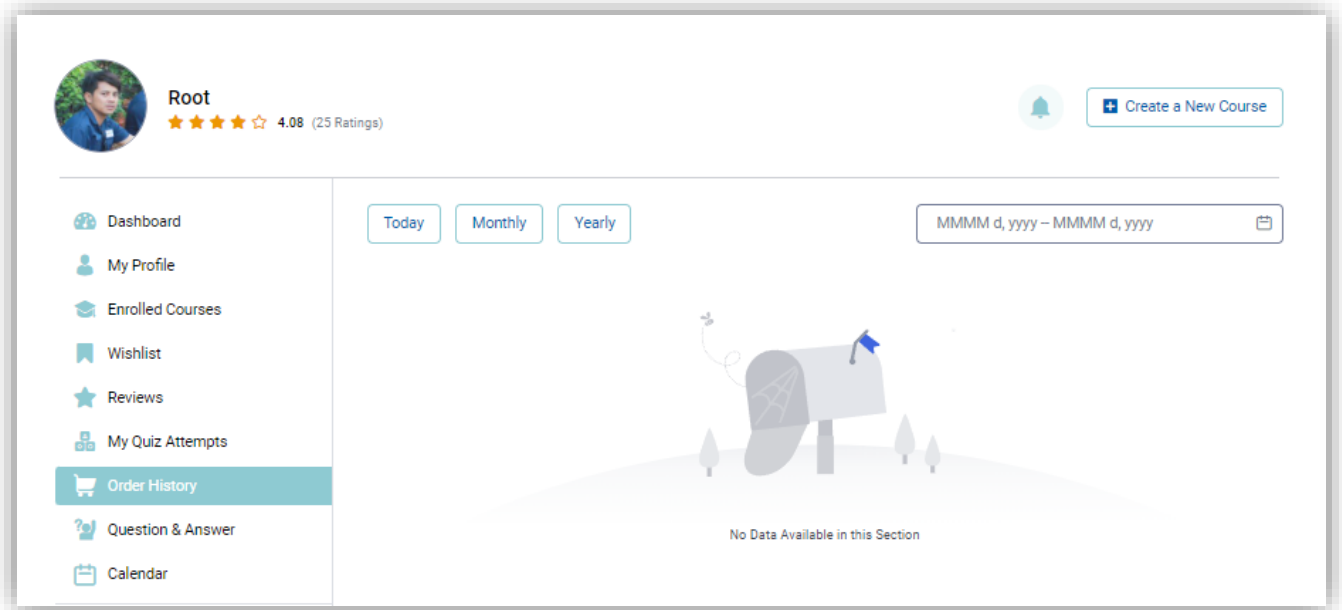 Root
4.08 (25 Ratings)
Create a New Course
Dashboard
My Profile
Enrolled Courses
Wishlist
Reviews
My Quiz Attempts
Order History
Question & Answer
Calendar
Today Monthly Yearly
MMMM d, yyyy – MMMM d, yyyy
No Data Available in this Section